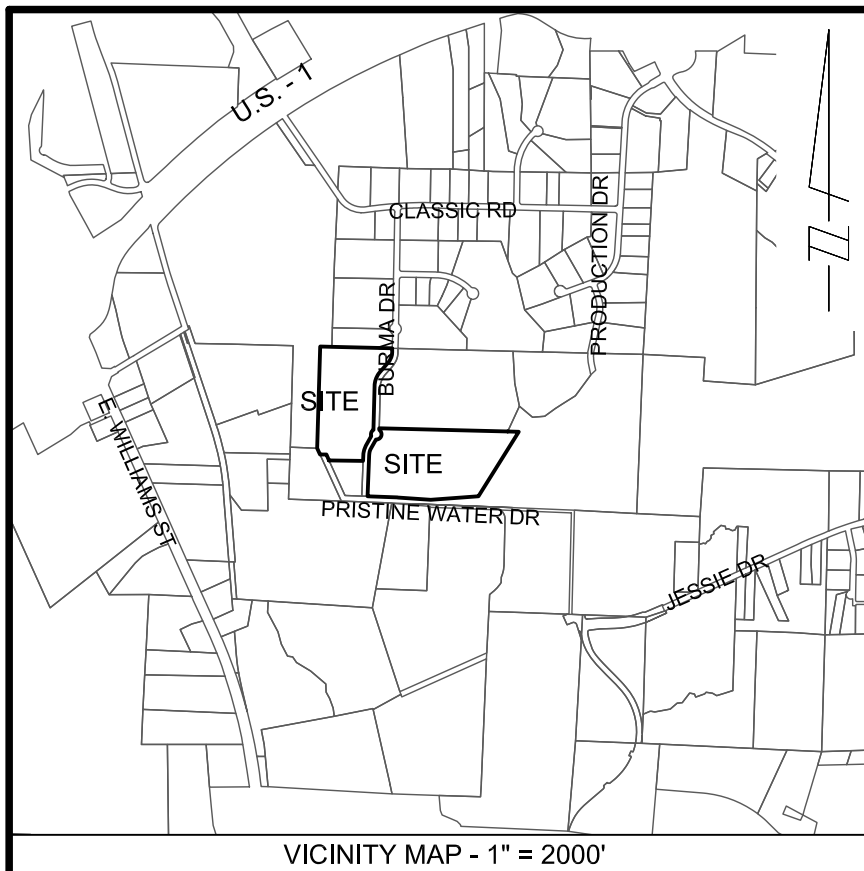 U.S. - 1
CLASSIC RD
PRODUCTION DR
BURMA DR
SITE
E. WILLIAMS ST
SITE
PRISTINE WATER DR
JESSIE DR
N
VICINITY MAP - 1" = 2000'